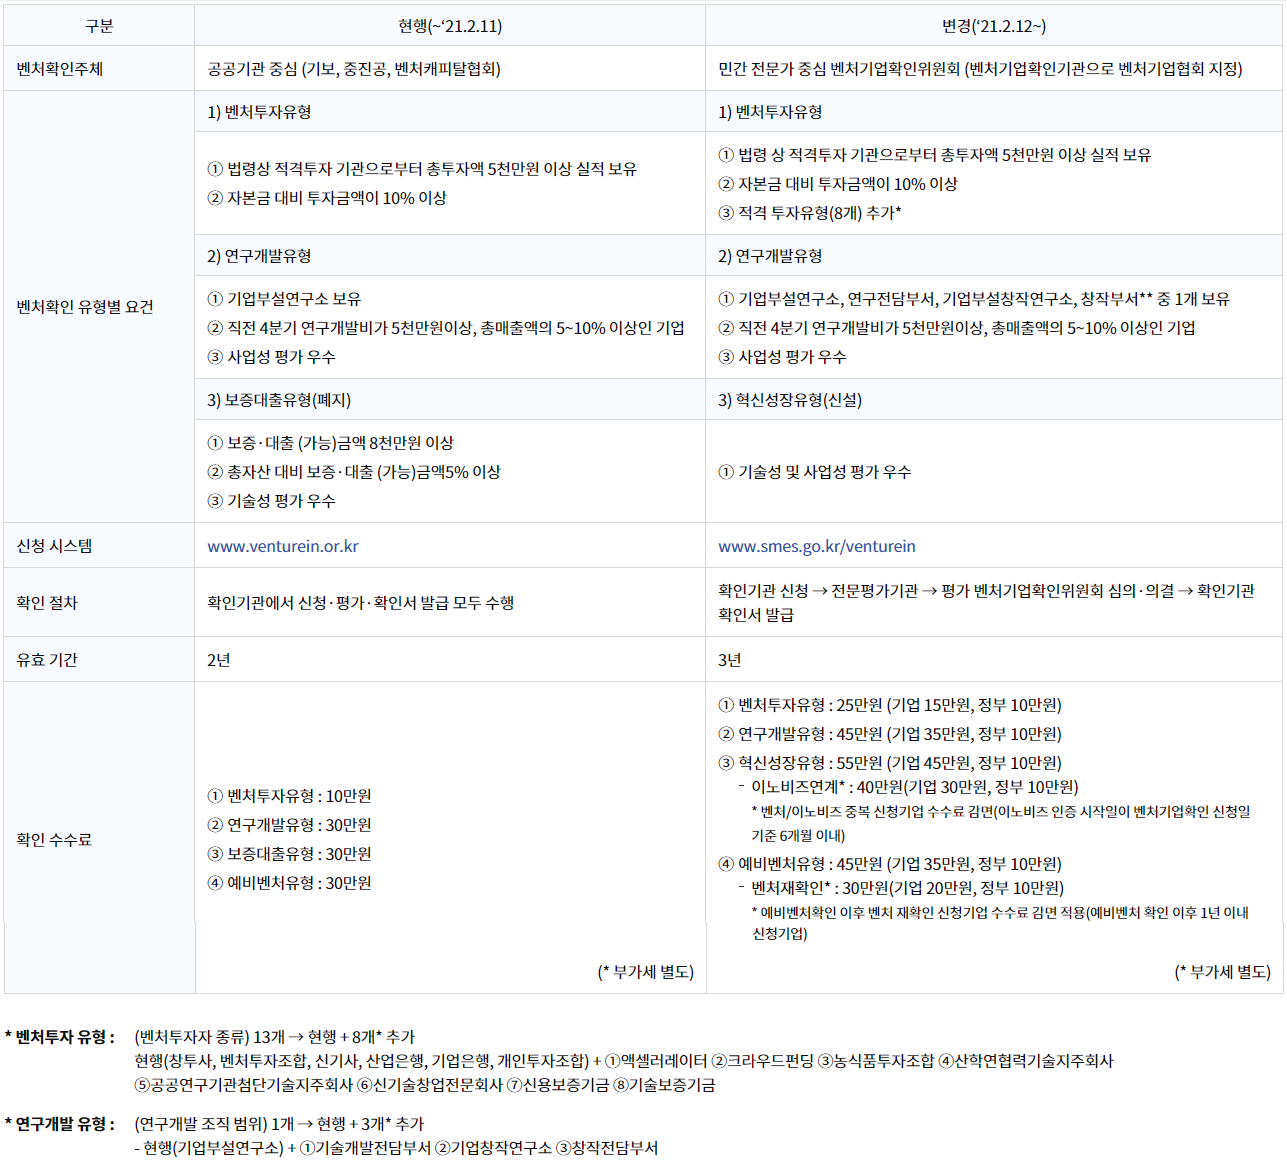 구분
현행(~‘21.2.11)
변경(‘21.2.12~)
벤처확인주체
공공기관 중심 (기보, 중진공, 벤처캐피탈협회)
민간 전문가 중심 벤처기업확인위원회 (벤처기업확인기관으로 벤처기업협회 지정)
벤처확인 유형별 요건
1) 벤처투자유형
1) 벤처투자유형
① 법령상 적격투자 기관으로부터 총투자액 5천만원 이상 실적 보유
② 자본금 대비 투자금액이 10% 이상
① 법령 상 적격투자 기관으로부터 총투자액 5천만원 이상 실적 보유
② 자본금 대비 투자금액이 10% 이상
③ 적격 투자유형(8개) 추가*
2) 연구개발유형
2) 연구개발유형
① 기업부설연구소 보유
② 직전 4분기 연구개발비가 5천만원이상, 총매출액의 5~10% 이상인 기업
③ 사업성 평가 우수
① 기업부설연구소, 연구전담부서, 기업부설창작연구소, 창작부서** 중 1개 보유
② 직전 4분기 연구개발비가 5천만원이상, 총매출액의 5~10% 이상인 기업
③ 사업성 평가 우수
3) 보증대출유형(폐지)
3) 혁신성장유형(신설)
① 보증·대출 (가능)금액 8천만원 이상
② 총자산 대비 보증·대출 (가능)금액5% 이상
③ 기술성 평가 우수
① 기술성 및 사업성 평가 우수
신청 시스템
www.venturein.or.kr
www.smes.go.kr/venturein
확인 절차
확인기관에서 신청·평가·확인서 발급 모두 수행
확인기관 신청 → 전문평가기관 → 평가 벤처기업확인위원회 심의·의결 → 확인기관
확인서 발급
유효 기간
2년
3년
확인 수수료
① 벤처투자유형 : 10만원
② 연구개발유형 : 30만원
③ 보증대출유형 : 30만원
④ 예비벤처유형 : 30만원
(* 부가세 별도)
① 벤처투자유형 : 25만원 (기업 15만원, 정부 10만원)
② 연구개발유형 : 45만원 (기업 35만원, 정부 10만원)
③ 혁신성장유형 : 55만원 (기업 45만원, 정부 10만원)
- 이노비즈연계* : 40만원(기업 30만원, 정부 10만원)
* 벤처/이노비즈 중복 신청기업 수수료 감면(이노비즈 인증 시작일이 벤처기업확인 신청일
기준 6개월 이내)
④ 예비벤처유형 : 45만원 (기업 35만원, 정부 10만원)
- 벤처재확인* : 30만원(기업 20만원, 정부 10만원)
* 예비벤처확인 이후 벤처 재확인 신청기업 수수료 감면 적용(예비벤처 확인 이후 1년 이내
신청기업)
(* 부가세 별도)
* 벤처투자 유형 : (벤처투자자 종류) 13개 → 현행 + 8개* 추가
현행(창투사, 벤처투자조합, 신기사, 산업은행, 기업은행, 개인투자조합) + ①액셀러레이터 ②크라우드펀딩 ③농식품투자조합 ④산학연협력기술지주회사
⑤공공연구기관첨단기술지주회사 ⑥신기술창업전문회사 ⑦신용보증기금 ⑧기술보증기금
* 연구개발 유형 : (연구개발 조직 범위) 1개 → 현행 + 3개* 추가
- 현행(기업부설연구소) + ①기술개발전담부서 ②기업창작연구소 ③창작전담부서